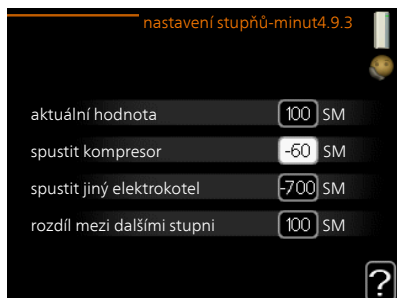 nastavení stupňů-minut4.9.3
aktuální hodnota 100 SM
spustit kompresor -60 SM
spustit jiný elektrokotel -700 SM
rozdíl mezi dalšími stupni 100 SM
?